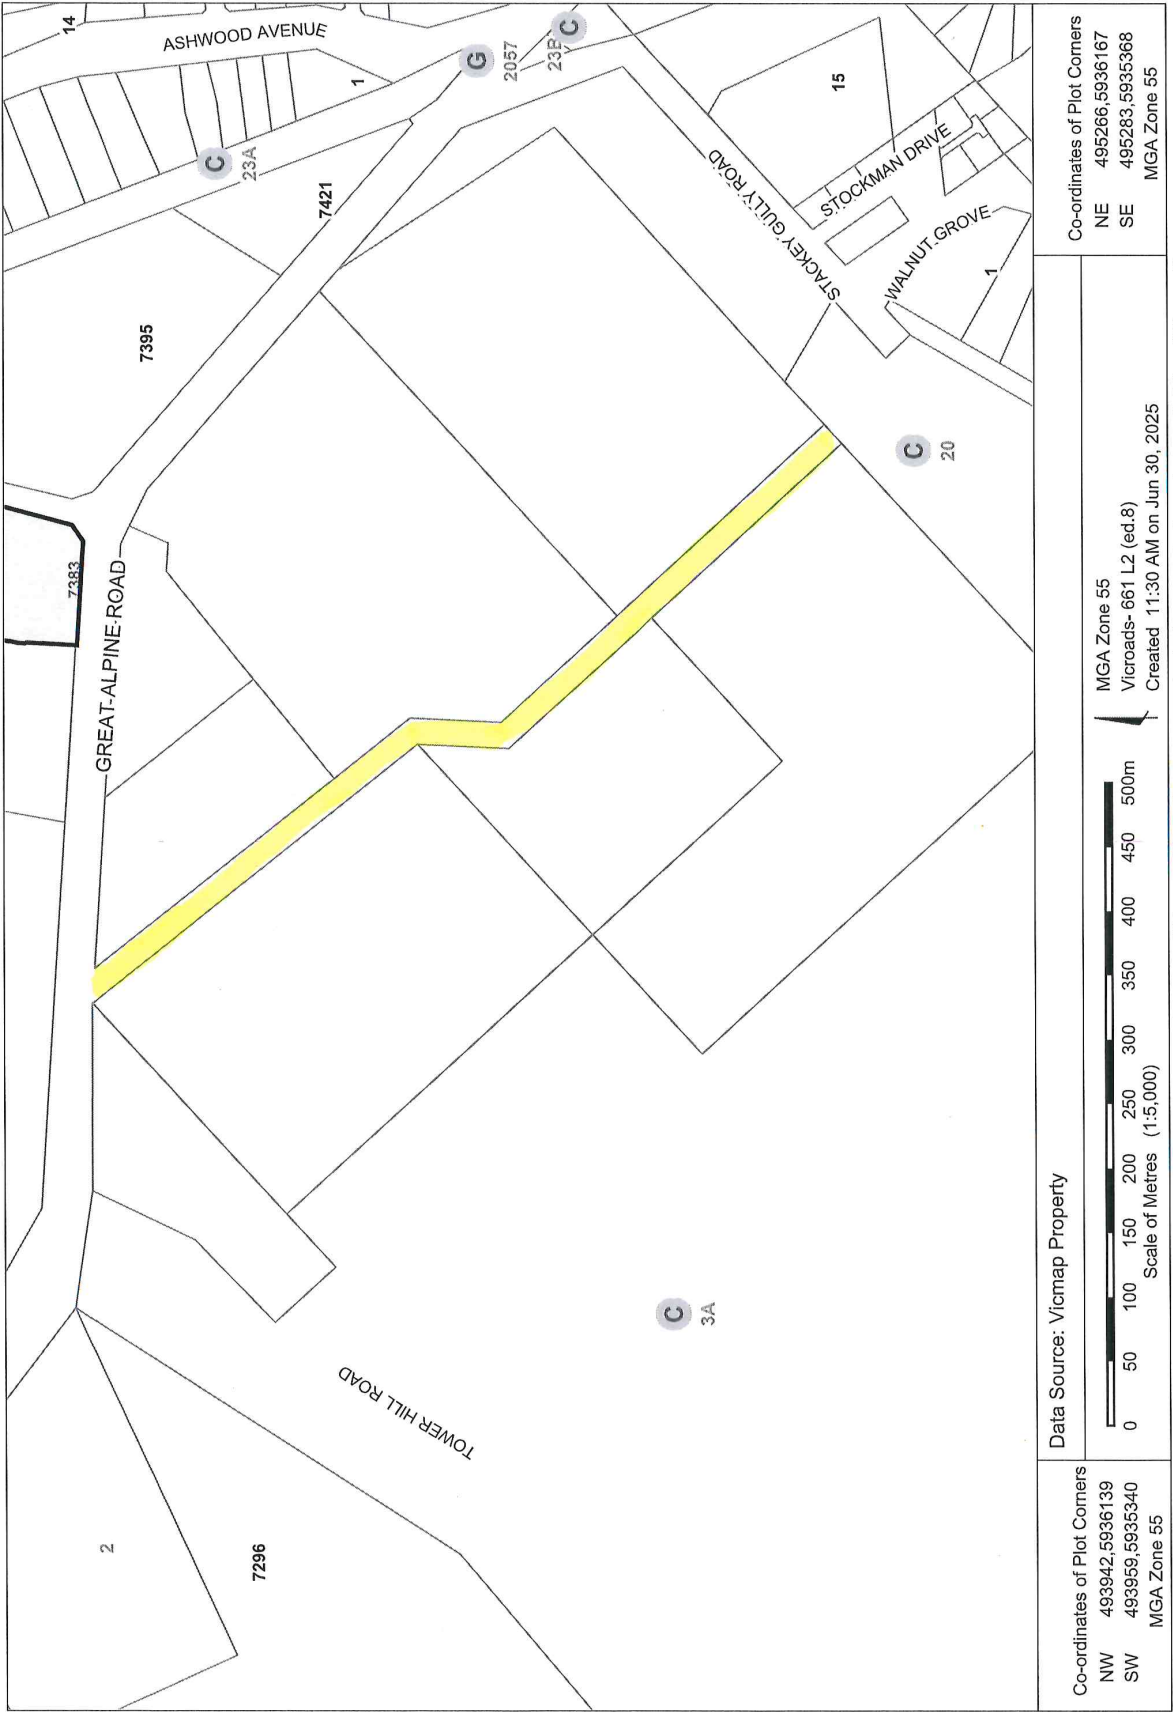 14
ASHWOOD AVENUE
1
G
2057
23B
C
C
23A
7421
15
7395
STACKEY GULLY ROAD
STOCKMAN DRIVE
WALNUT GROVE
1
7383
GREAT-ALPINE-ROAD
C
20
TOWER HILL ROAD
C
3A
2
7296
Co-ordinates of Plot Corners
NW 493942,5936139
SW 493959,5935340
MGA Zone 55
Data Source: Vicmap Property
0 50 100 150 200 250 300 350 400 450 500m
Scale of Metres (1:5,000)
MGA Zone 55
Vicroads- 661 L2 (ed.8)
Created 11:30 AM on Jun 30, 2025
Co-ordinates of Plot Corners
NE 495266,5936167
SE 495283,5935368
MGA Zone 55